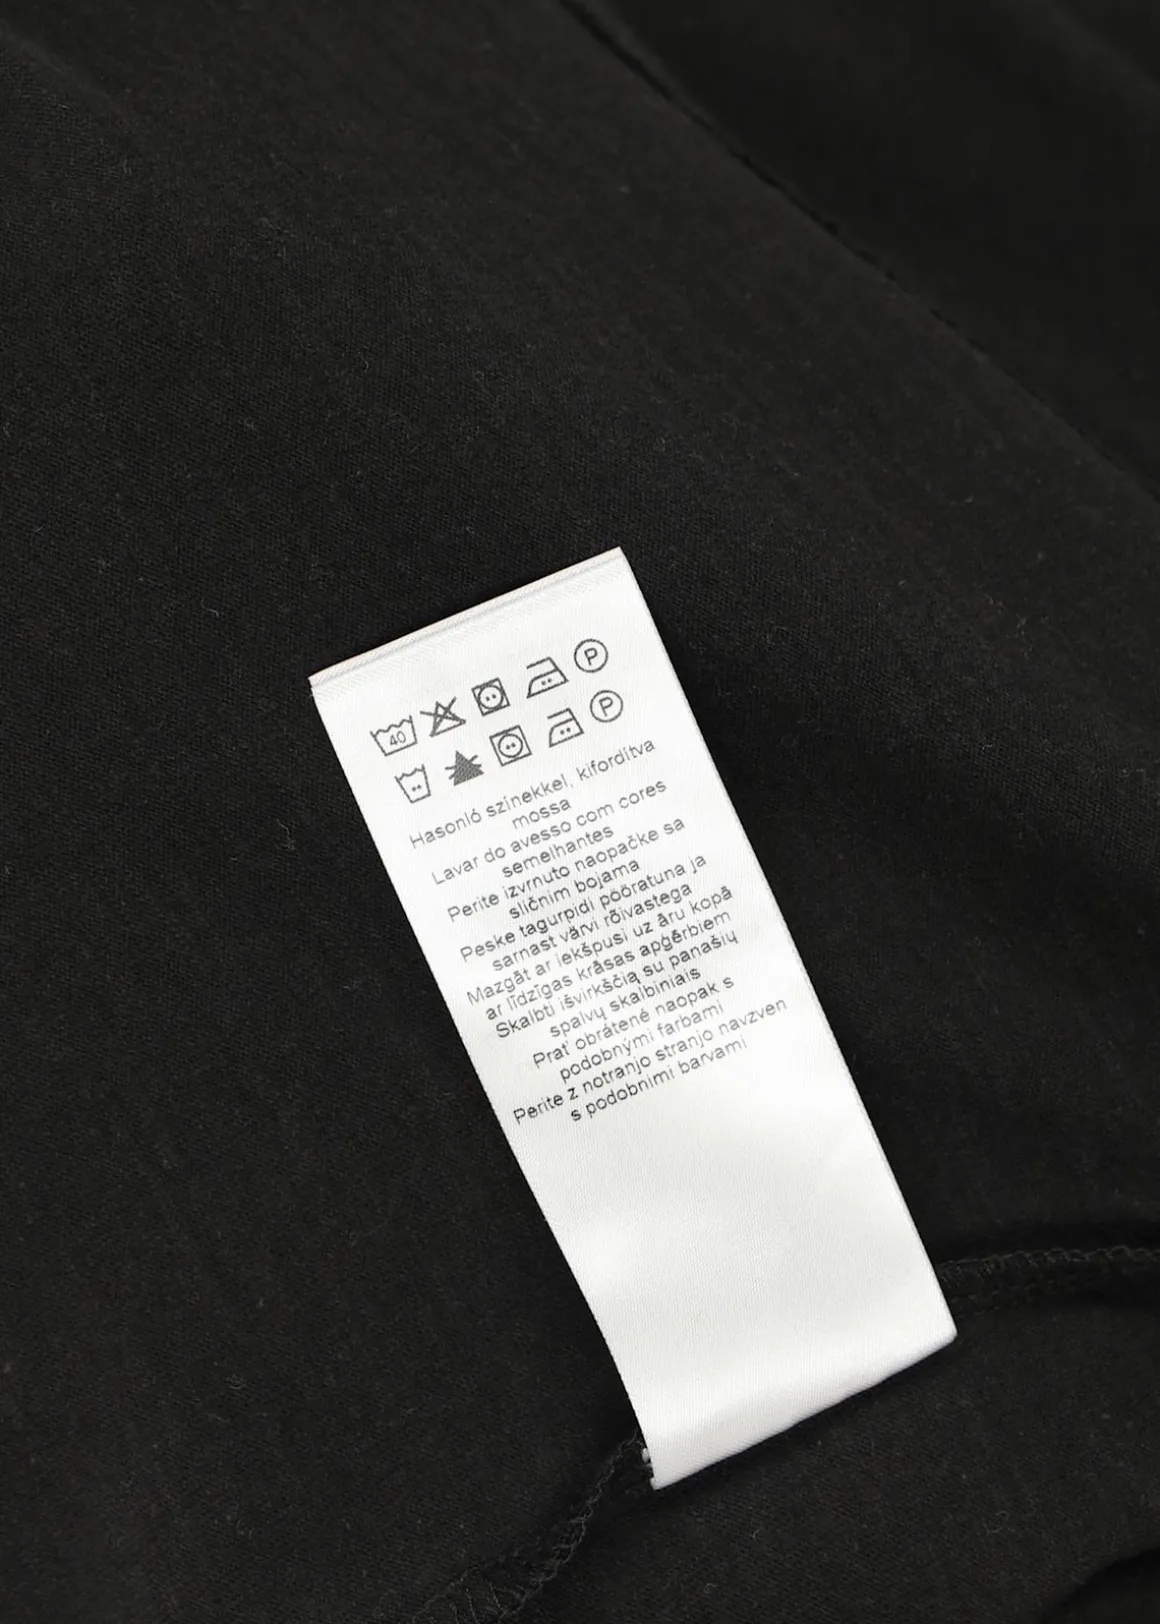 40 P
P
Hasonló színekkel, kifordítva
mossa
Lavar do avesso com cores
semelhantes
Perite izvrnuto naopačke sa
sličnim bojama
Peske tagurpidi pööratuna ja
sarnast värvi rõivastega
Mazgāt ar iekšpusi uz āru kopā
ar līdzīgas krāsas apģērbiem
Skalbti išvirkščią su panašių
spalvų skalbiniais
Prať obrátené naopak s
podobnými farbami
Perite z notranjo stranjo navzven
s podobnimi barvami